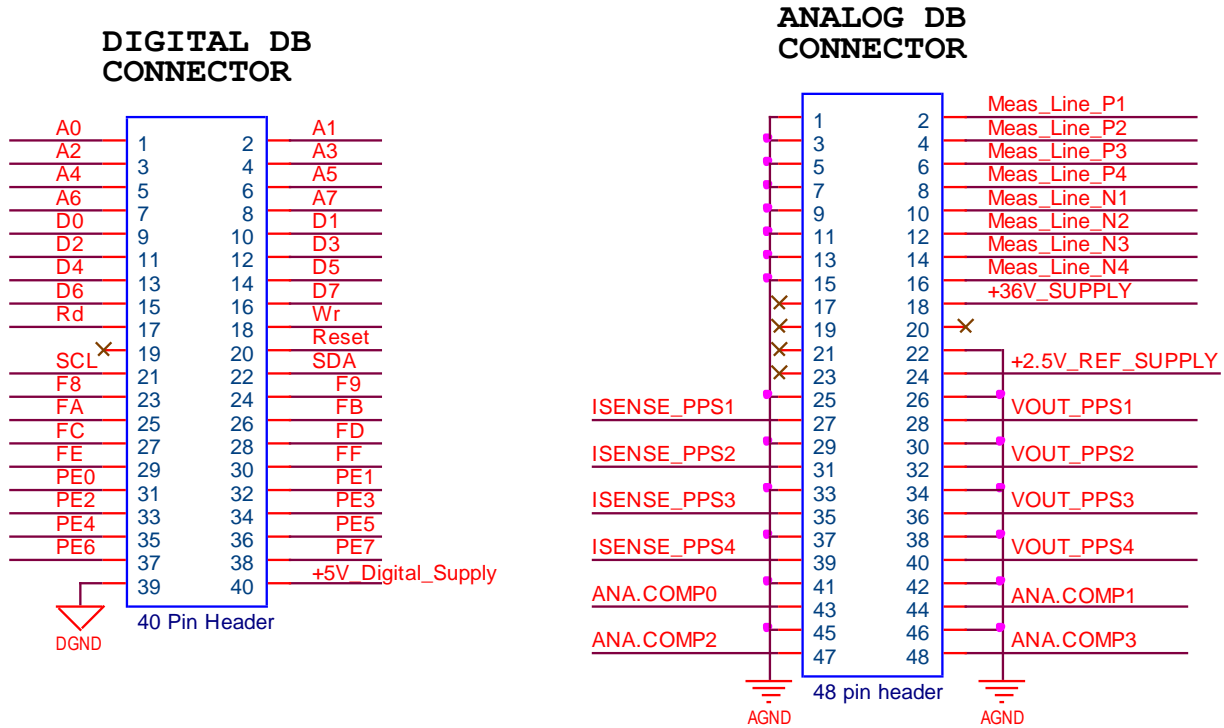 DIGITAL DB
CONNECTOR
A0 1 2 A1
A2 3 4 A3
A4 5 6 A5
A6 7 8 A7
D0 9 10 D1
D2 11 12 D3
D4 13 14 D5
D6 15 16 D7
Rd 17 18 Wr
19 20 Reset
SCL 21 22 SDA
F8 23 24 F9
FA 25 26 FB
FC 27 28 FD
FE 29 30 FF
PE0 31 32 PE1
PE2 33 34 PE3
PE4 35 36 PE5
PE6 37 38 PE7
39 40 +5V_Digital_Supply
DGND
40 Pin Header
ANALOG DB
CONNECTOR
1 2 Meas_Line_P1
3 4 Meas_Line_P2
5 6 Meas_Line_P3
7 8 Meas_Line_P4
9 10 Meas_Line_N1
11 12 Meas_Line_N2
13 14 Meas_Line_N3
15 16 Meas_Line_N4
17 18 +36V_SUPPLY
19 20
21 22
23 24 +2.5V_REF_SUPPLY
25 26
ISENSE_PPS1 27 28 VOUT_PPS1
29 30
ISENSE_PPS2 31 32 VOUT_PPS2
33 34
ISENSE_PPS3 35 36 VOUT_PPS3
37 38
ISENSE_PPS4 39 40 VOUT_PPS4
41 42
ANA.COMP0 43 44 ANA.COMP1
45 46
ANA.COMP2 47 48 ANA.COMP3
48 pin header
AGND
AGND